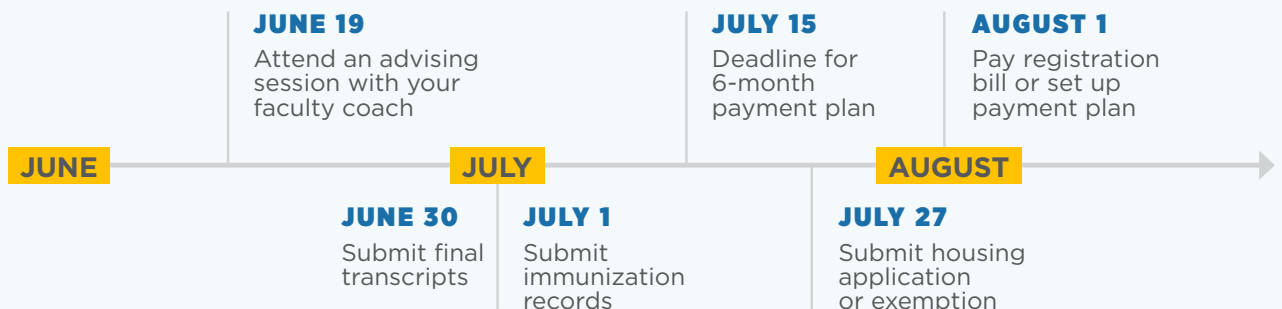 JUNE 19
Attend an advising
session with your
faculty coach
JULY 15
Deadline for
6-month
payment plan
AUGUST 1
Pay registration
bill or set up
payment plan
JUNE
JULY
AUGUST
JUNE 30
Submit final
transcripts
JULY 1
Submit
immunization
records
JULY 27
Submit housing
application
or exemption